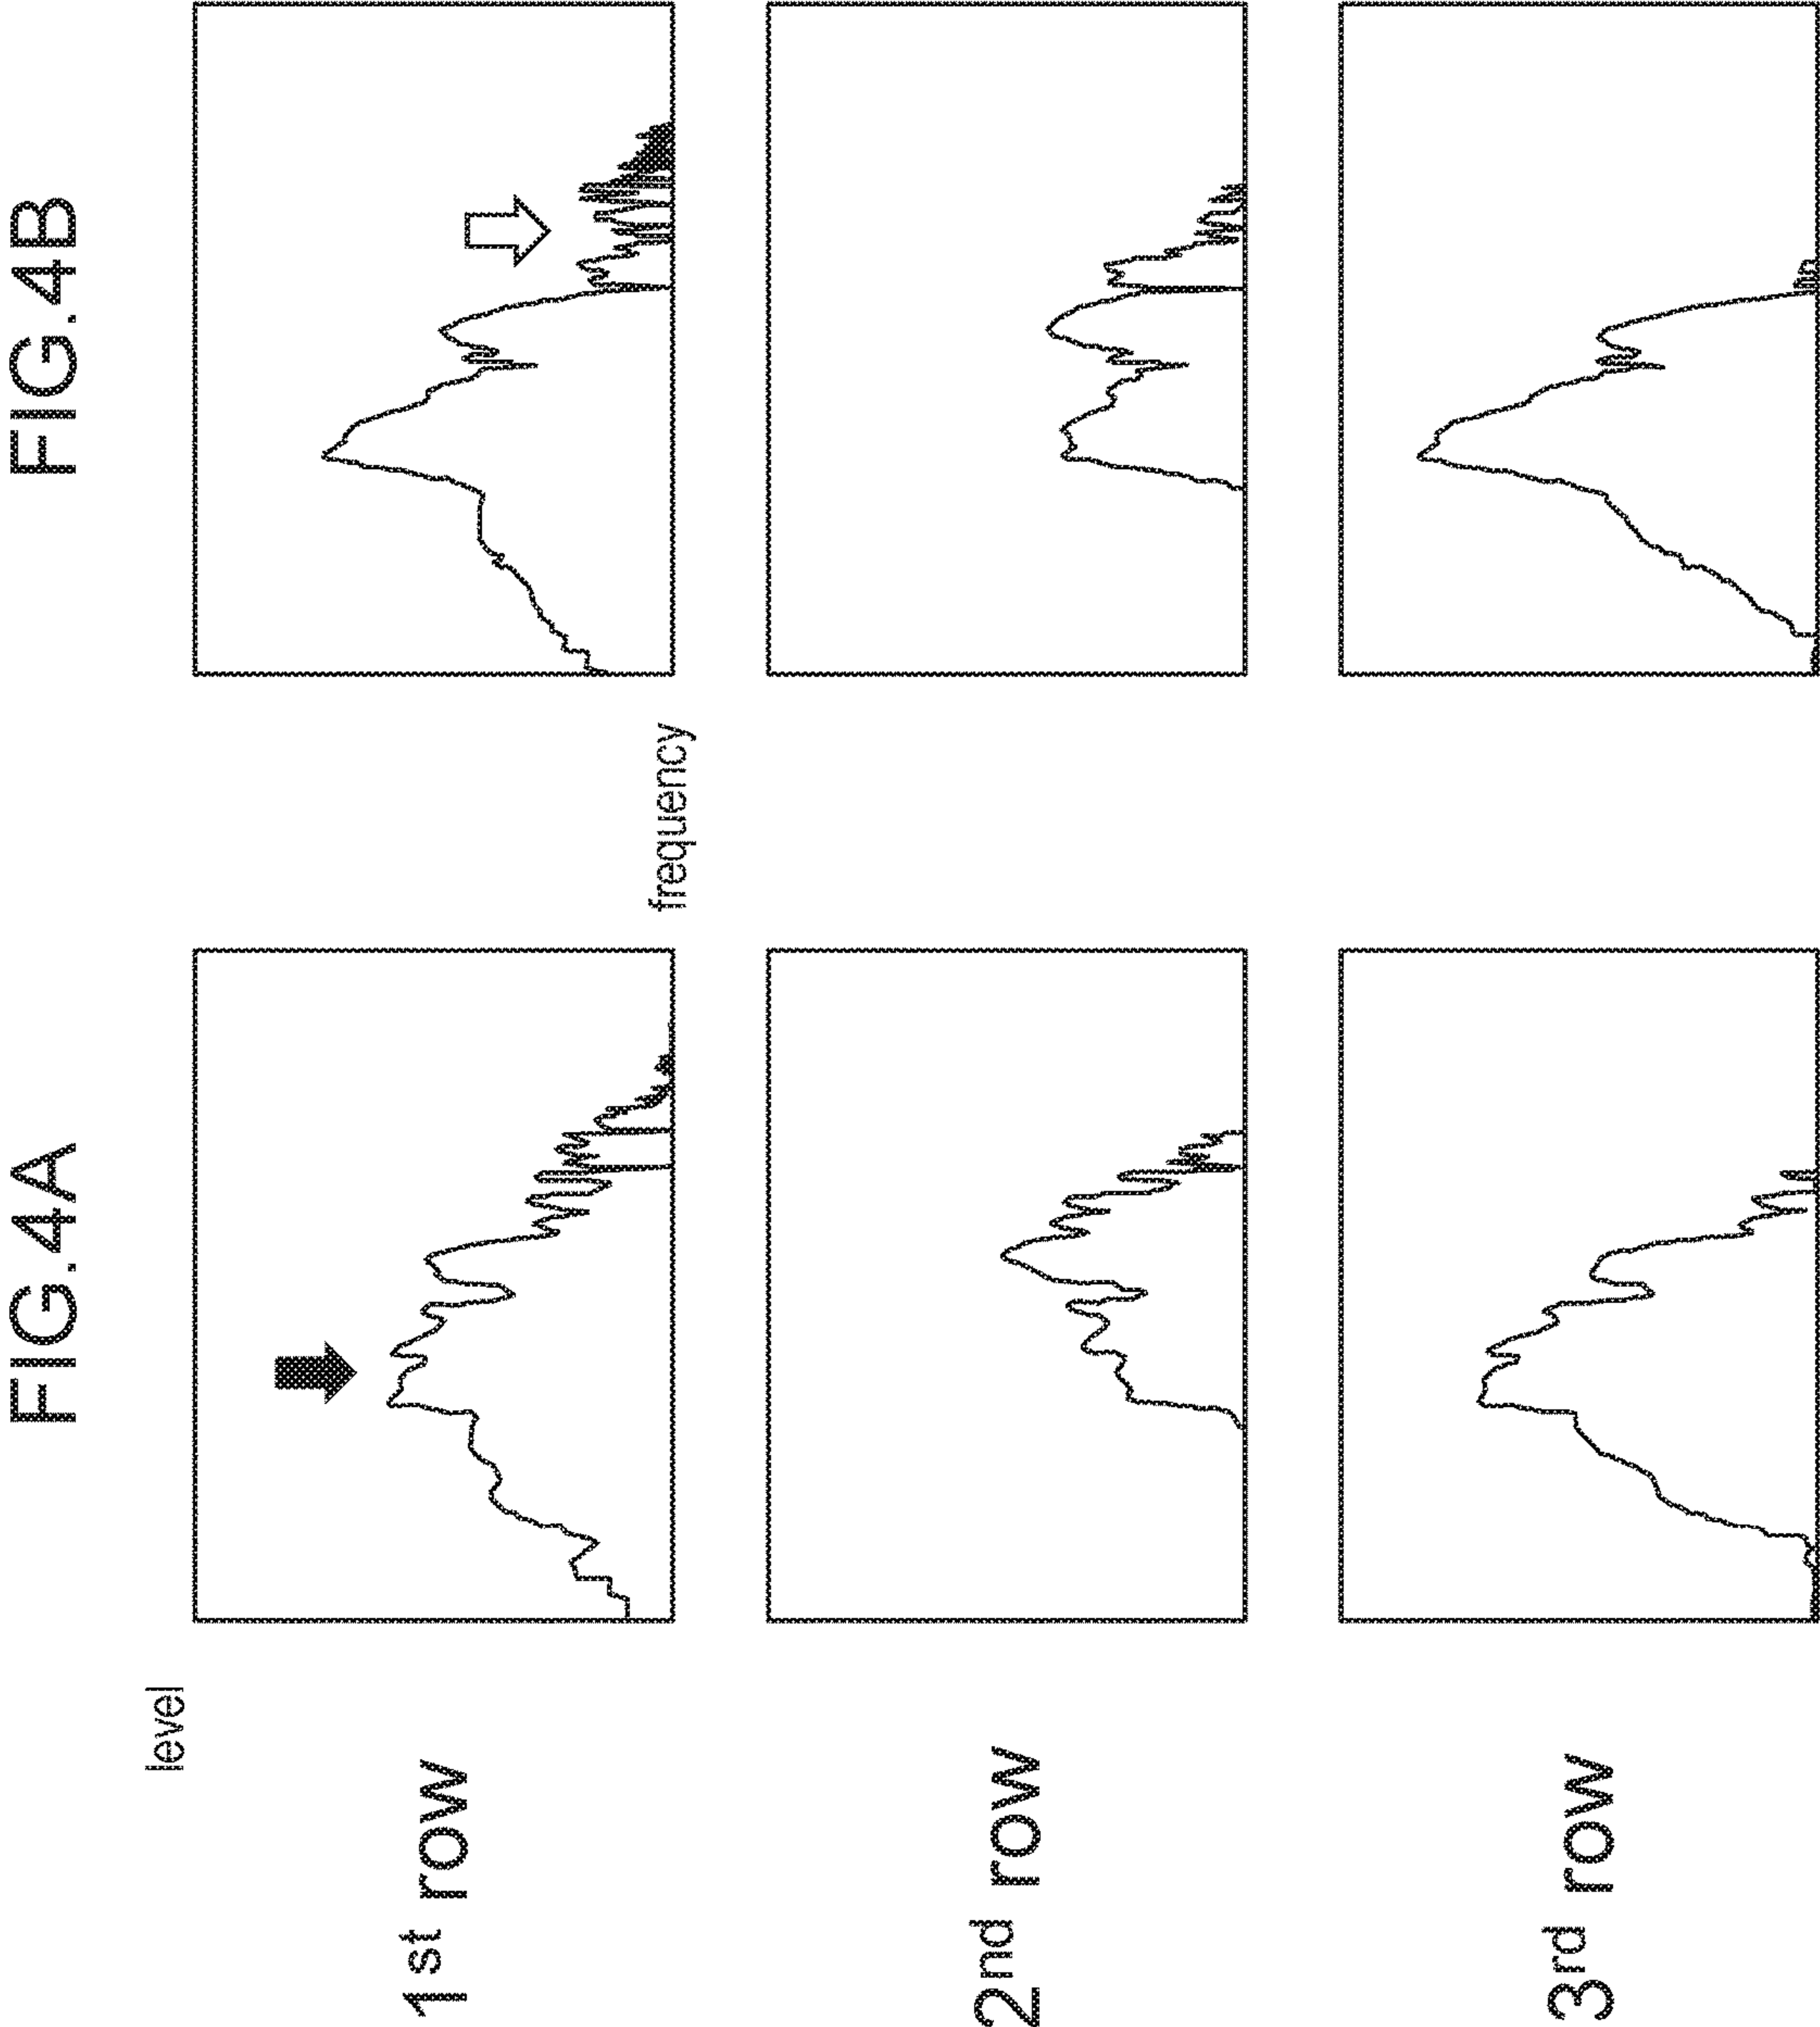 FIG.4A
FIG.4B
level
1st row
frequency
2nd row
3rd row